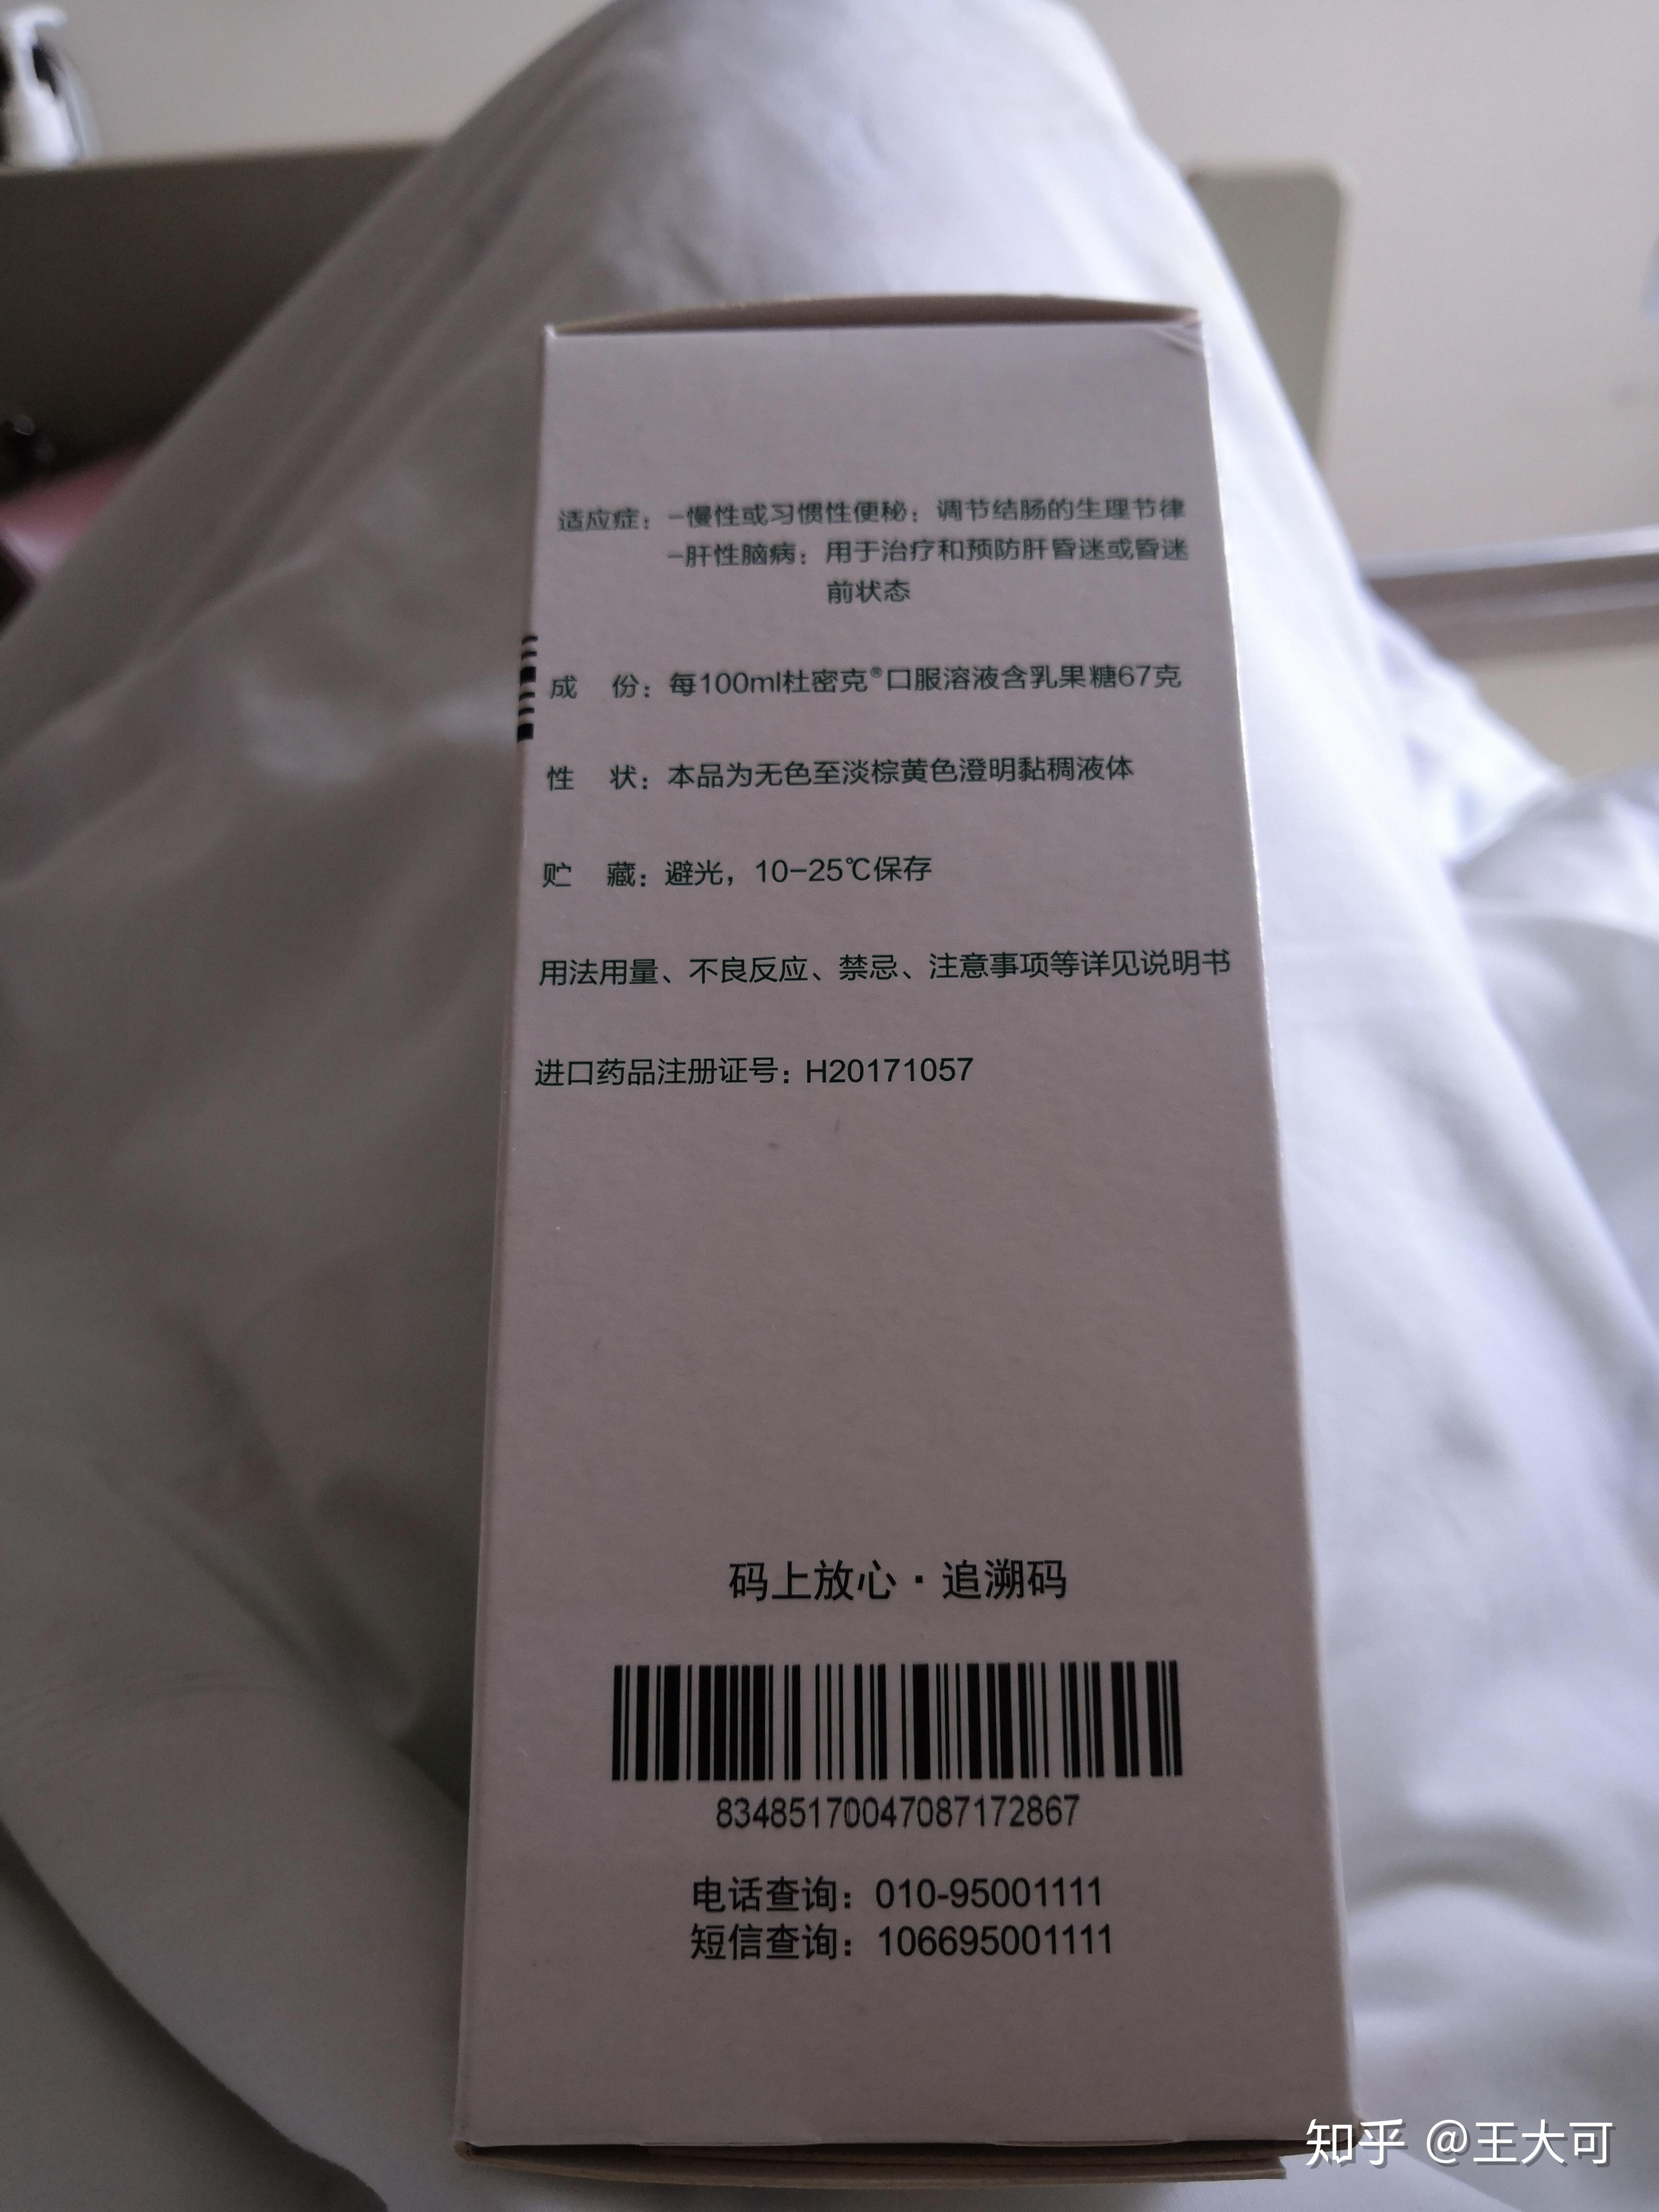 适应症：-慢性或习惯性便秘：调节结肠的生理节律
-肝性脑病：用于治疗和预防肝昏迷或昏迷
前状态
成 份：每100ml杜密克®口服溶液含乳果糖67克
性 状：本品为无色至淡棕黄色澄明黏稠液体
贮 藏：避光，10-25℃保存
用法用量、不良反应、禁忌、注意事项等详见说明书
进口药品注册证号：H20171057
码上放心·追溯码
83485170047087172867
电话查询：010-95001111
短信查询：106695001111
知乎 @王大可